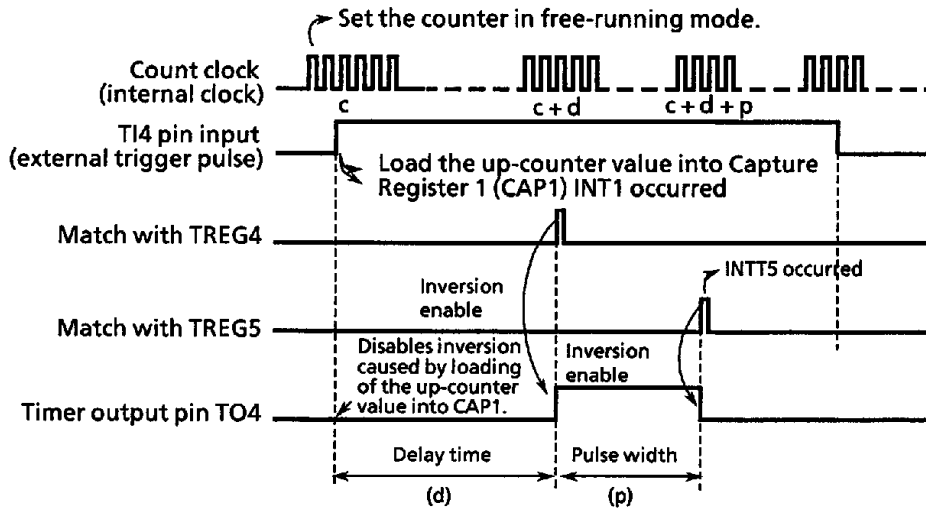 Set the counter in free-running mode.
Count clock
(internal clock)
c
c + d
c + d + p
TI4 pin input
(external trigger pulse)
Load the up-counter value into Capture
Register 1 (CAP1) INT1 occurred
Match with TREG4
INTT5 occurred
Inversion
enable
Match with TREG5
Disables inversion
caused by loading
of the up-counter
value into CAP1.
Inversion
enable
Timer output pin TO4
Delay time
Pulse width
(d)
(p)